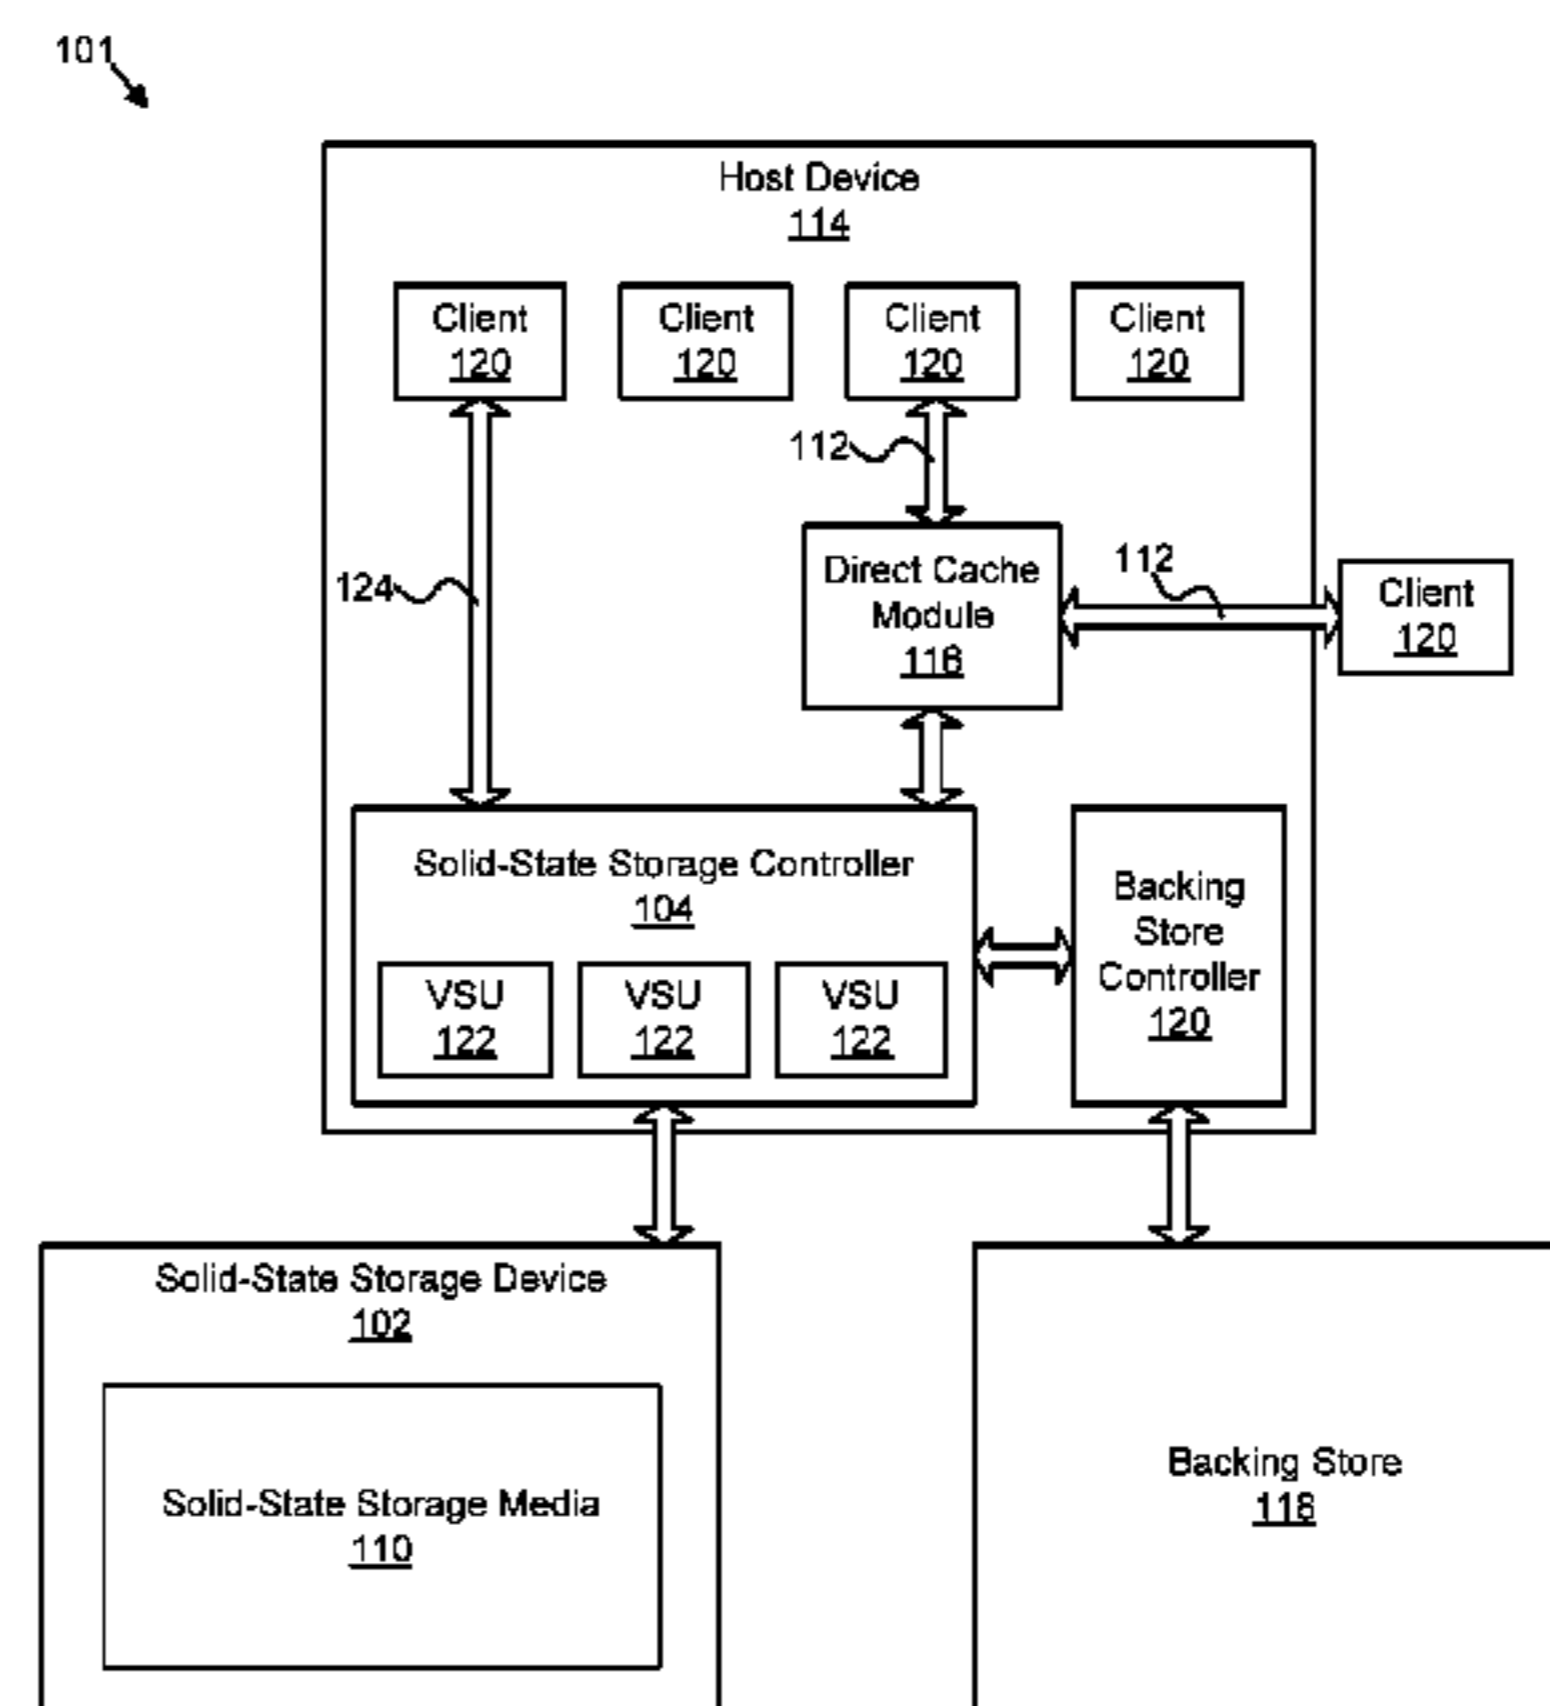 101
Host Device
114
Client
120
Client
120
Client
120
Client
120
112
124
Direct Cache
Module
116
112
Client
120
Solid-State Storage Controller
104
VSU
122
VSU
122
VSU
122
Backing
Store
Controller
120
Solid-State Storage Device
102
Solid-State Storage Media
110
Backing Store
118